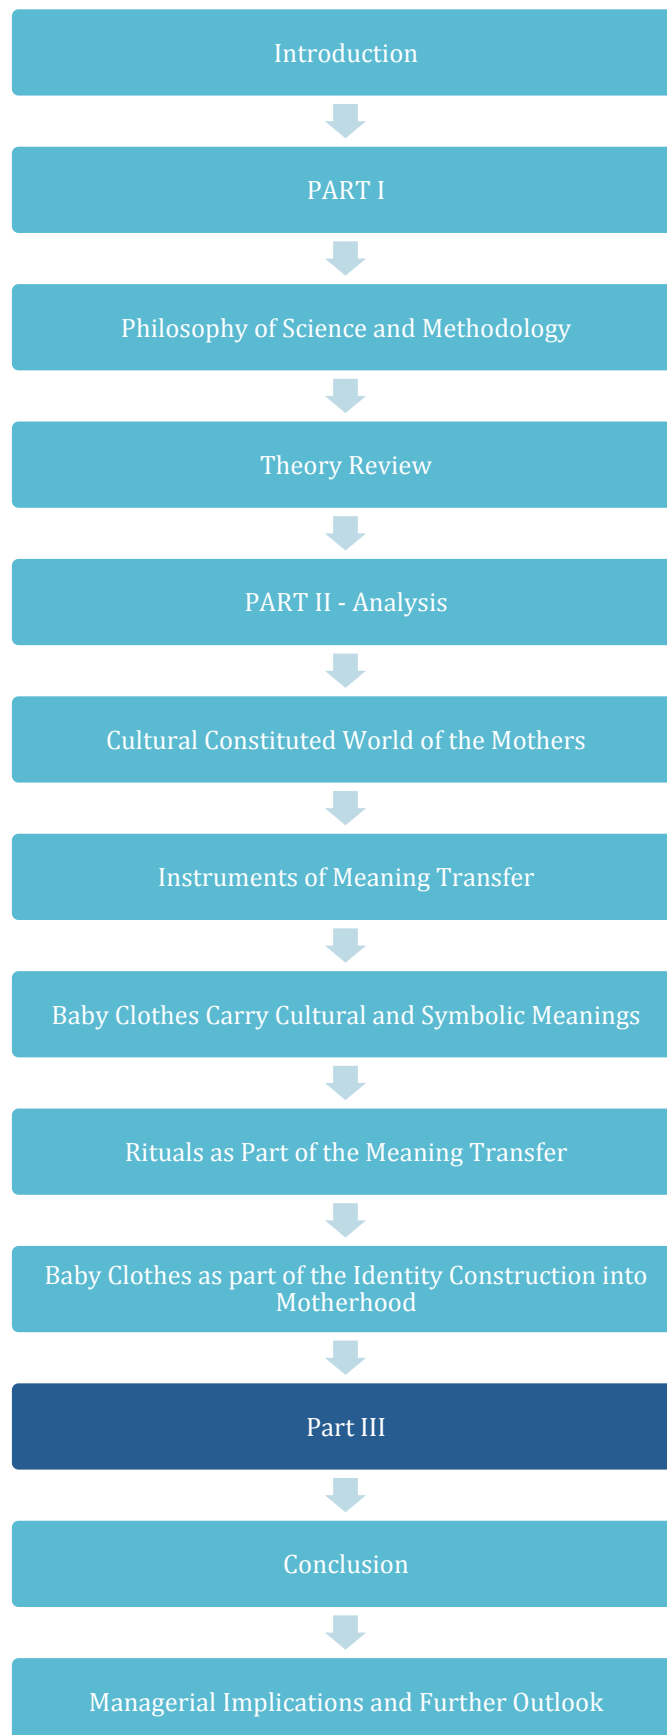 Introduction
PART I
Philosophy of Science and Methodology
Theory Review
PART II - Analysis
Cultural Constituted World of the Mothers
Instruments of Meaning Transfer
Baby Clothes Carry Cultural and Symbolic Meanings
Rituals as Part of the Meaning Transfer
Baby Clothes as part of the Identity Construction into
Motherhood
Part III
Conclusion
Managerial Implications and Further Outlook